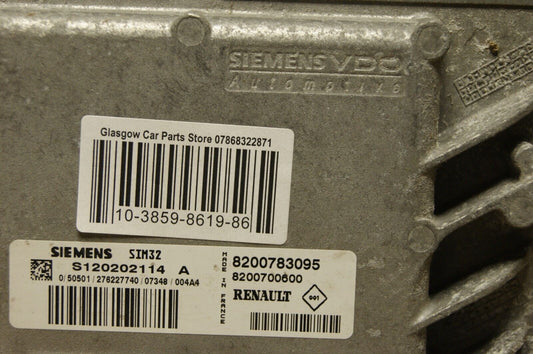 SIEMENS VDO
Automotive
Glasgow Car Parts Store 07868322871
10-3859-8619-86
SIEMENS SIM32
S120202114 A
0/50501/276227740/07348/004A4
MADE IN FRANCE
8200783095
8200700600
RENAULT